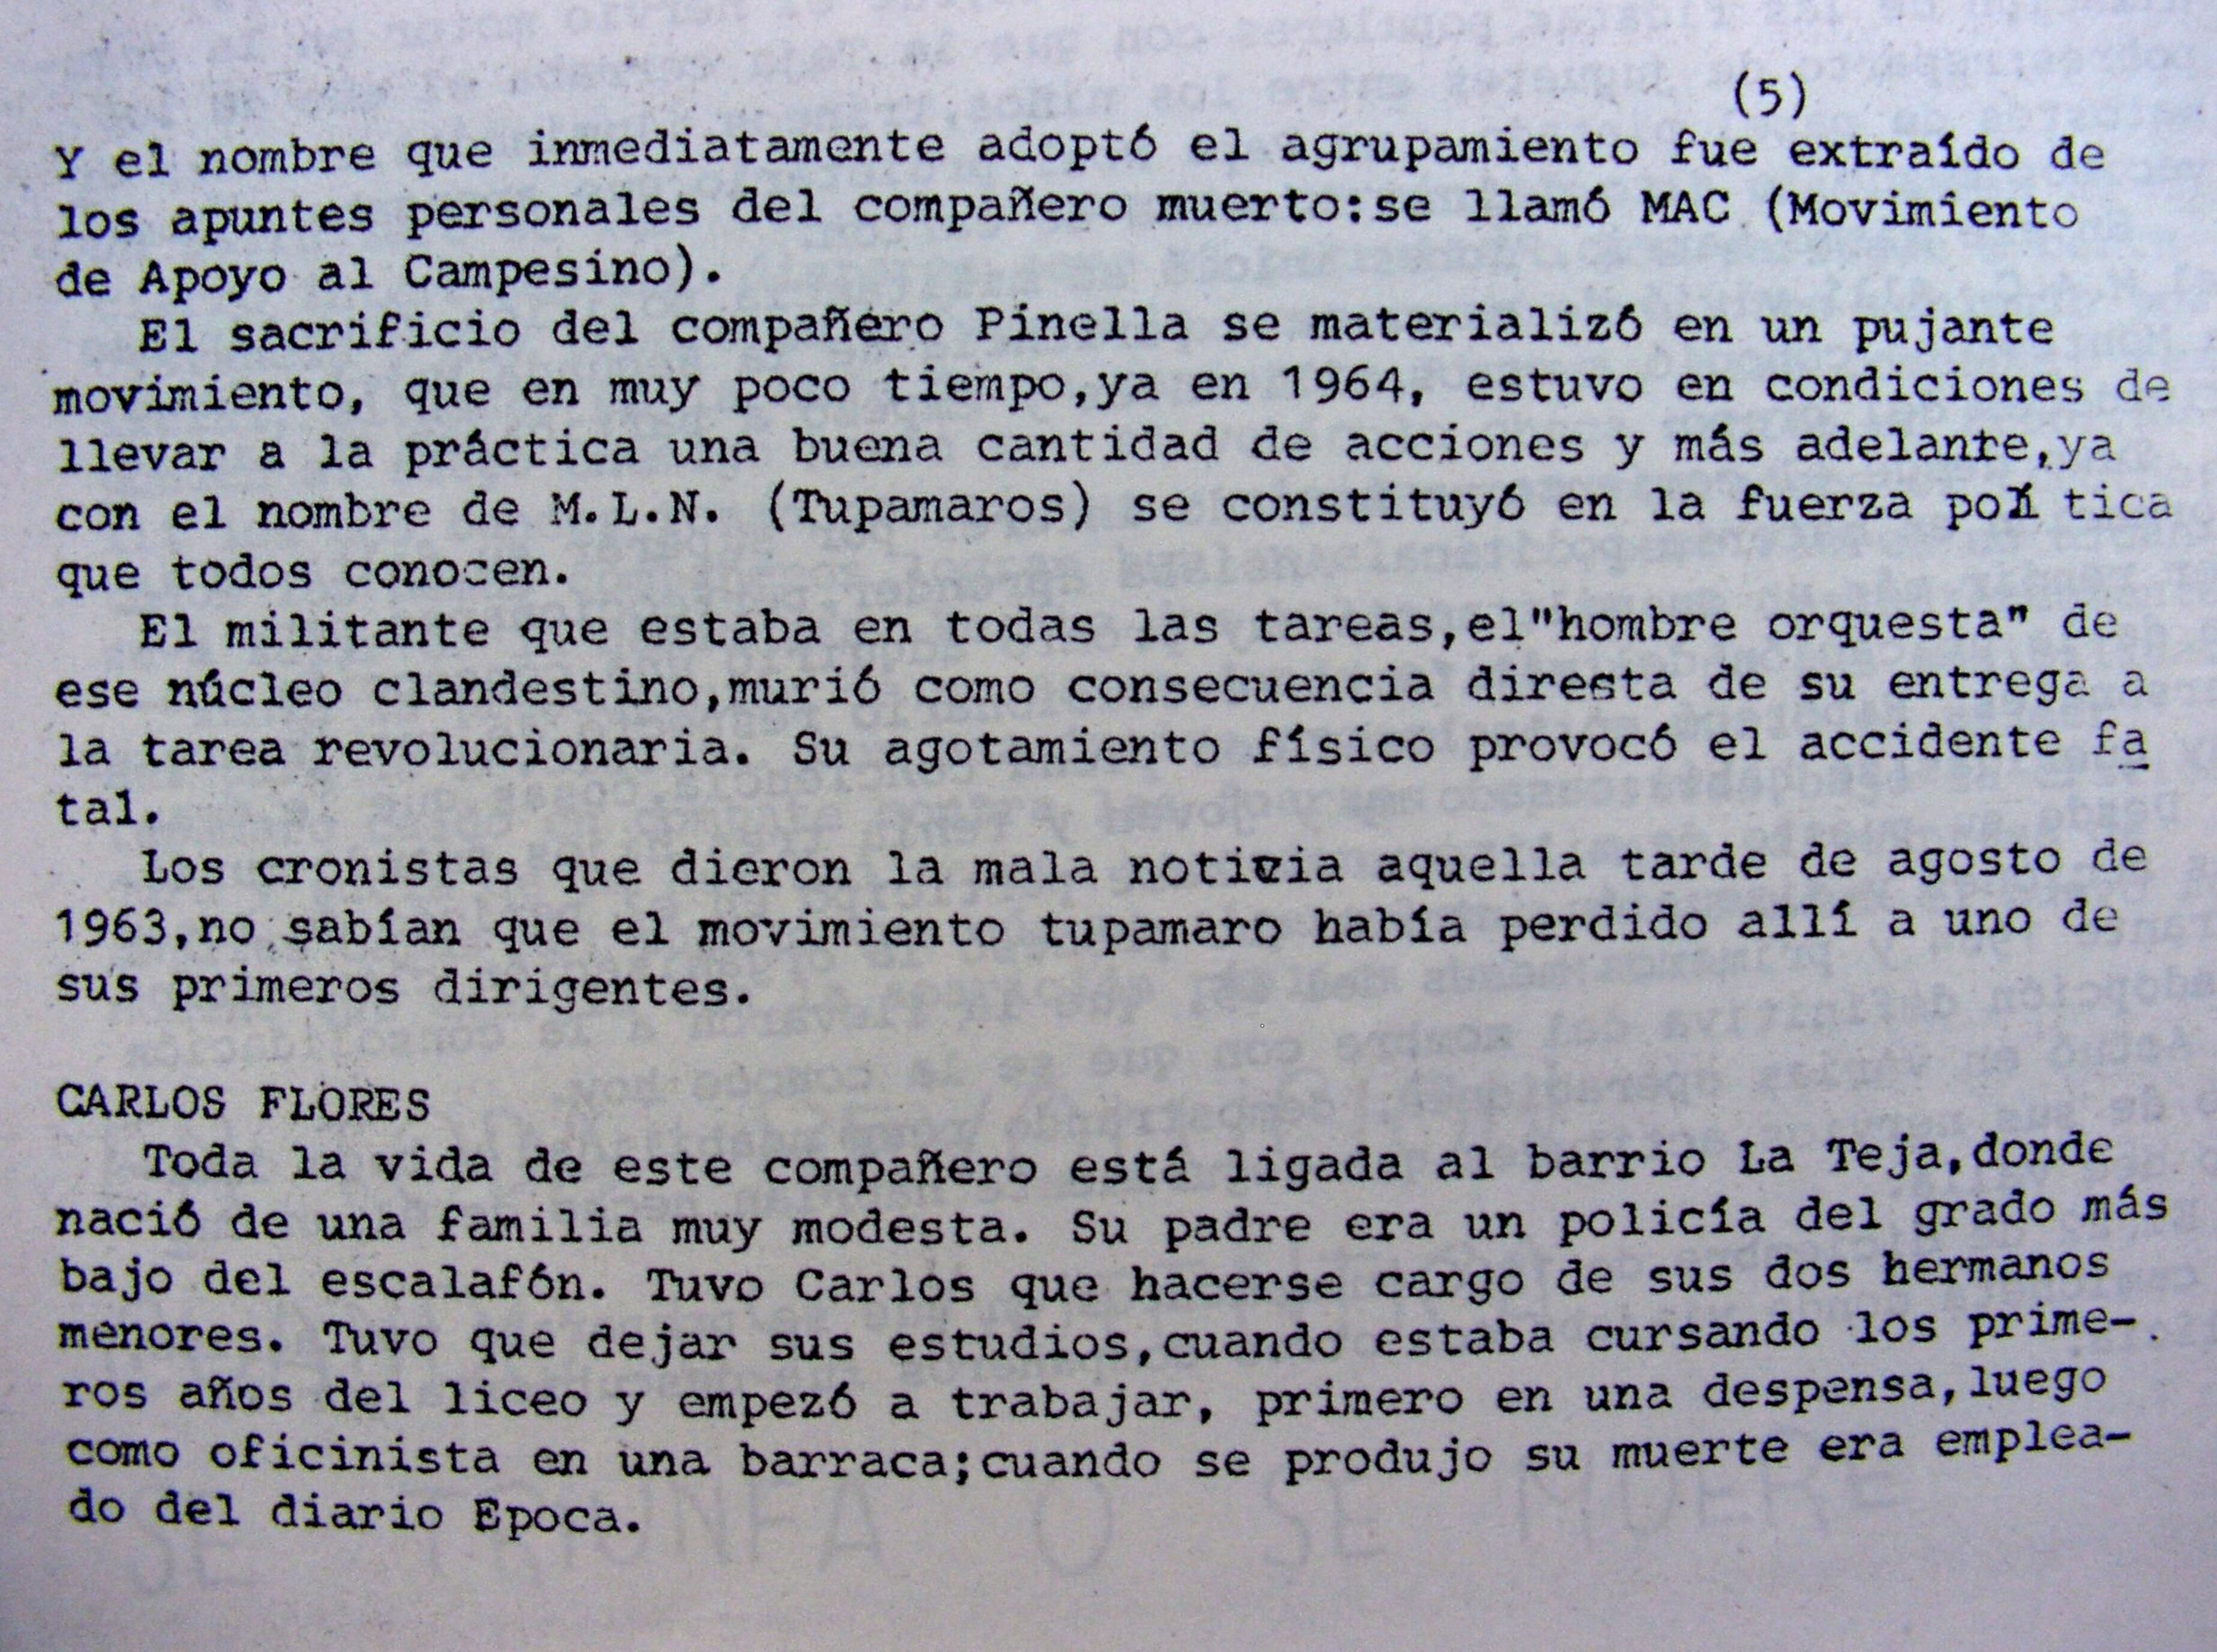 (5)
Y el nombre que inmediatamente adoptó el agrupamiento fue extraído de
los apuntes personales del compañero muerto:se llamó MAC (Movimiento
de Apoyo al Campesino).
El sacrificio del compañero Pinella se materializó en un pujante
movimiento, que en muy poco tiempo,ya en 1964, estuvo en condiciones de
llevar a la práctica una buena cantidad de acciones y más adelante,ya
con el nombre de M.L.N. (Tupamaros) se constituyó en la fuerza polí tica
que todos conocen.
El militante que estaba en todas las tareas,el"hombre orquesta" de
ese núcleo clandestino,murió como consecuencia directa de su entrega a
la tarea revolucionaria. Su agotamiento físico provocó el accidente fa
tal.
Los cronistas que dieron la mala noticia aquella tarde de agosto de
1963,no sabían que el movimiento tupamaro había perdido allí a uno de
sus primeros dirigentes.
CARLOS FLORES
Toda la vida de este compañero está ligada al barrio La Teja,donde
nació de una familia muy modesta. Su padre era un policía del grado más
bajo del escalafón. Tuvo Carlos que hacerse cargo de sus dos hermanos
menores. Tuvo que dejar sus estudios,cuando estaba cursando los prime-
ros años del liceo y empezó a trabajar, primero en una despensa,luego
como oficinista en una barraca;cuando se produjo su muerte era emplea-
do del diario Epoca.